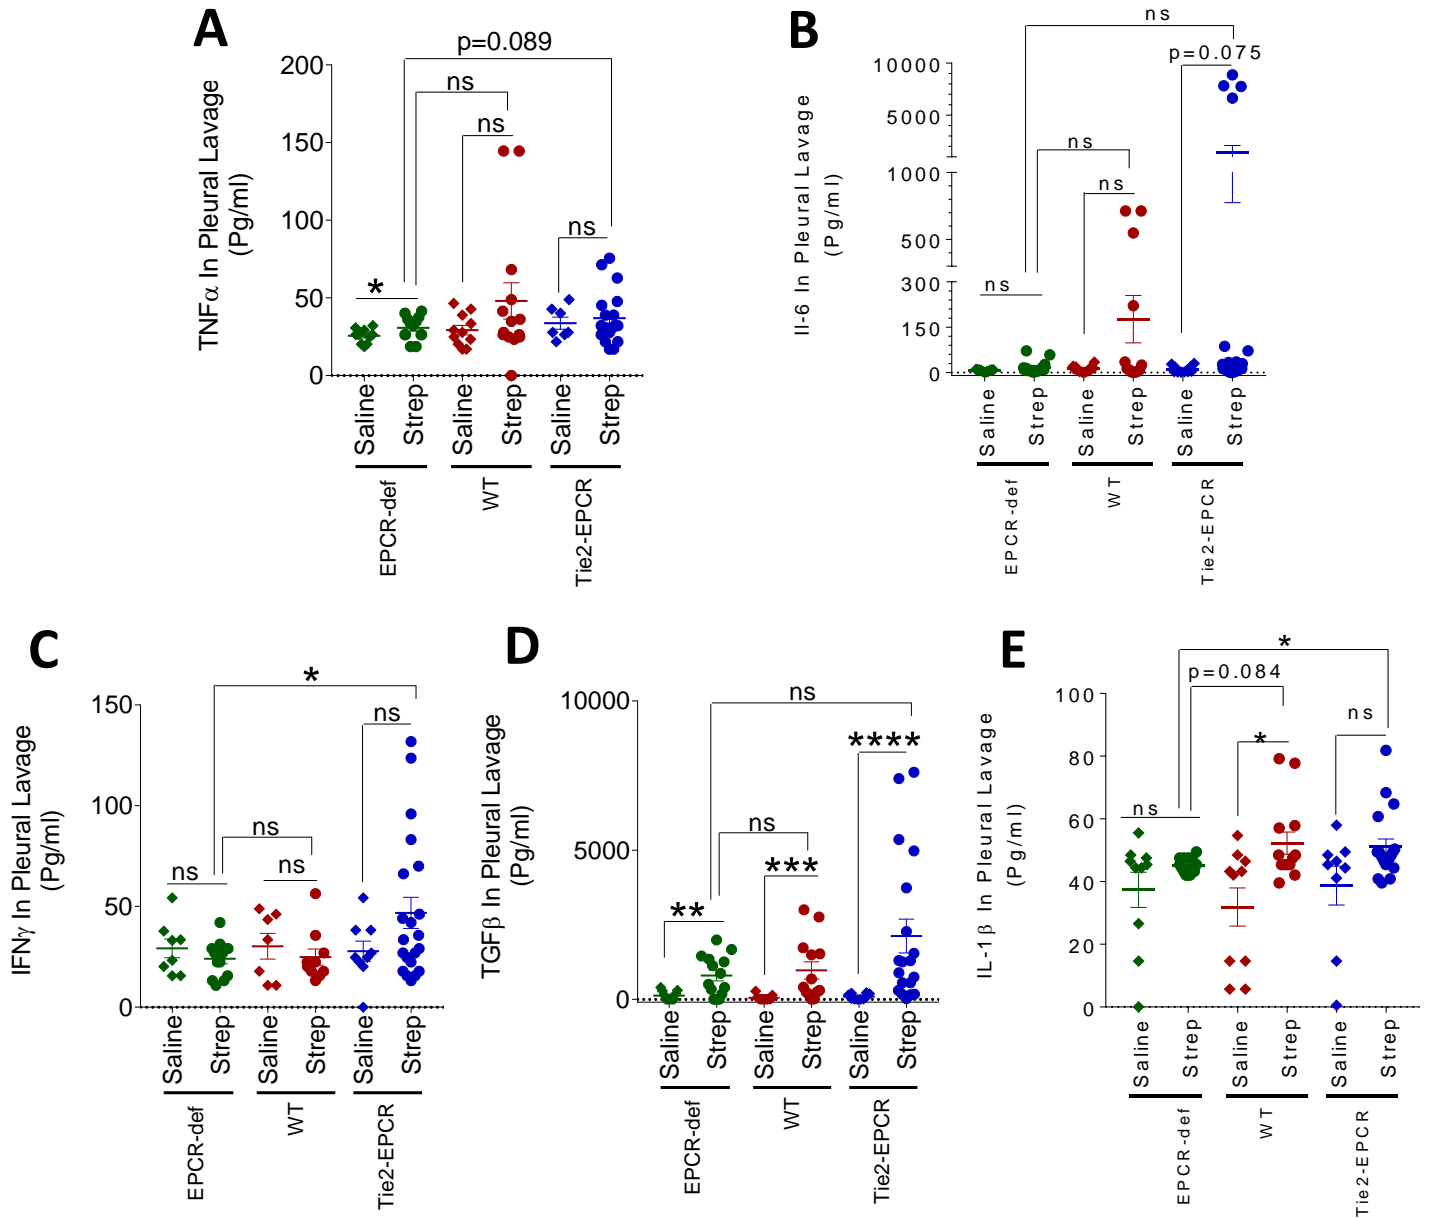 A
p=0.089
ns
ns
ns
*
200
150
100
50
0
TNFα In Pleural Lavage
(Pg/ml)
Saline
Strep
Saline
Strep
Saline
Strep
EPCR-def
WT
Tie2-EPCR
B
ns
p=0.075
ns
ns
ns
10000
5000
1000
500
300
150
0
Il-6 In Pleural Lavage
(Pg/ml)
Saline
Strep
Saline
Strep
Saline
Strep
EPCR-def
WT
Tie2-EPCR
C
*
ns
ns
ns
ns
150
100
50
0
IFNγ In Pleural Lavage
(Pg/ml)
Saline
Strep
Saline
Strep
Saline
Strep
EPCR-def
WT
Tie2-EPCR
D
ns
****
ns
***
**
10000
5000
0
TGFβ In Pleural Lavage
(Pg/ml)
Saline
Strep
Saline
Strep
Saline
Strep
EPCR-def
WT
Tie2-EPCR
E
*
p=0.084
ns
*
ns
100
80
60
40
20
0
IL-1β In Pleural Lavage
(Pg/ml)
Saline
Strep
Saline
Strep
Saline
Strep
EPCR-def
WT
Tie2-EPCR